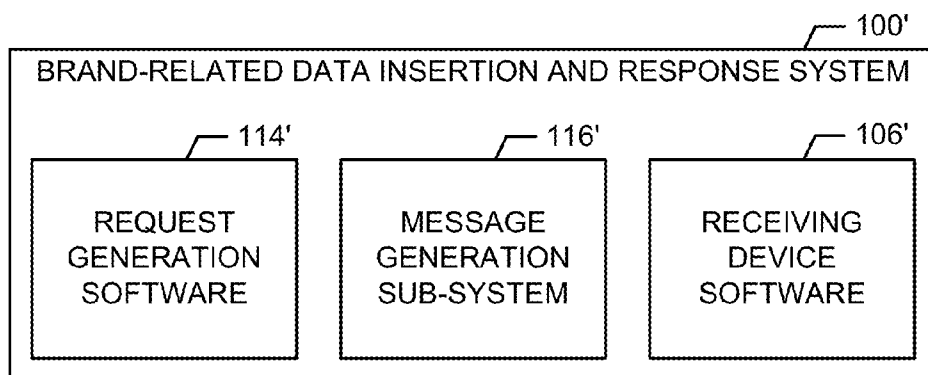 100'
BRAND-RELATED DATA INSERTION AND RESPONSE SYSTEM
114'
116'
106'
REQUEST
GENERATION
SOFTWARE
MESSAGE
GENERATION
SUB-SYSTEM
RECEIVING
DEVICE
SOFTWARE